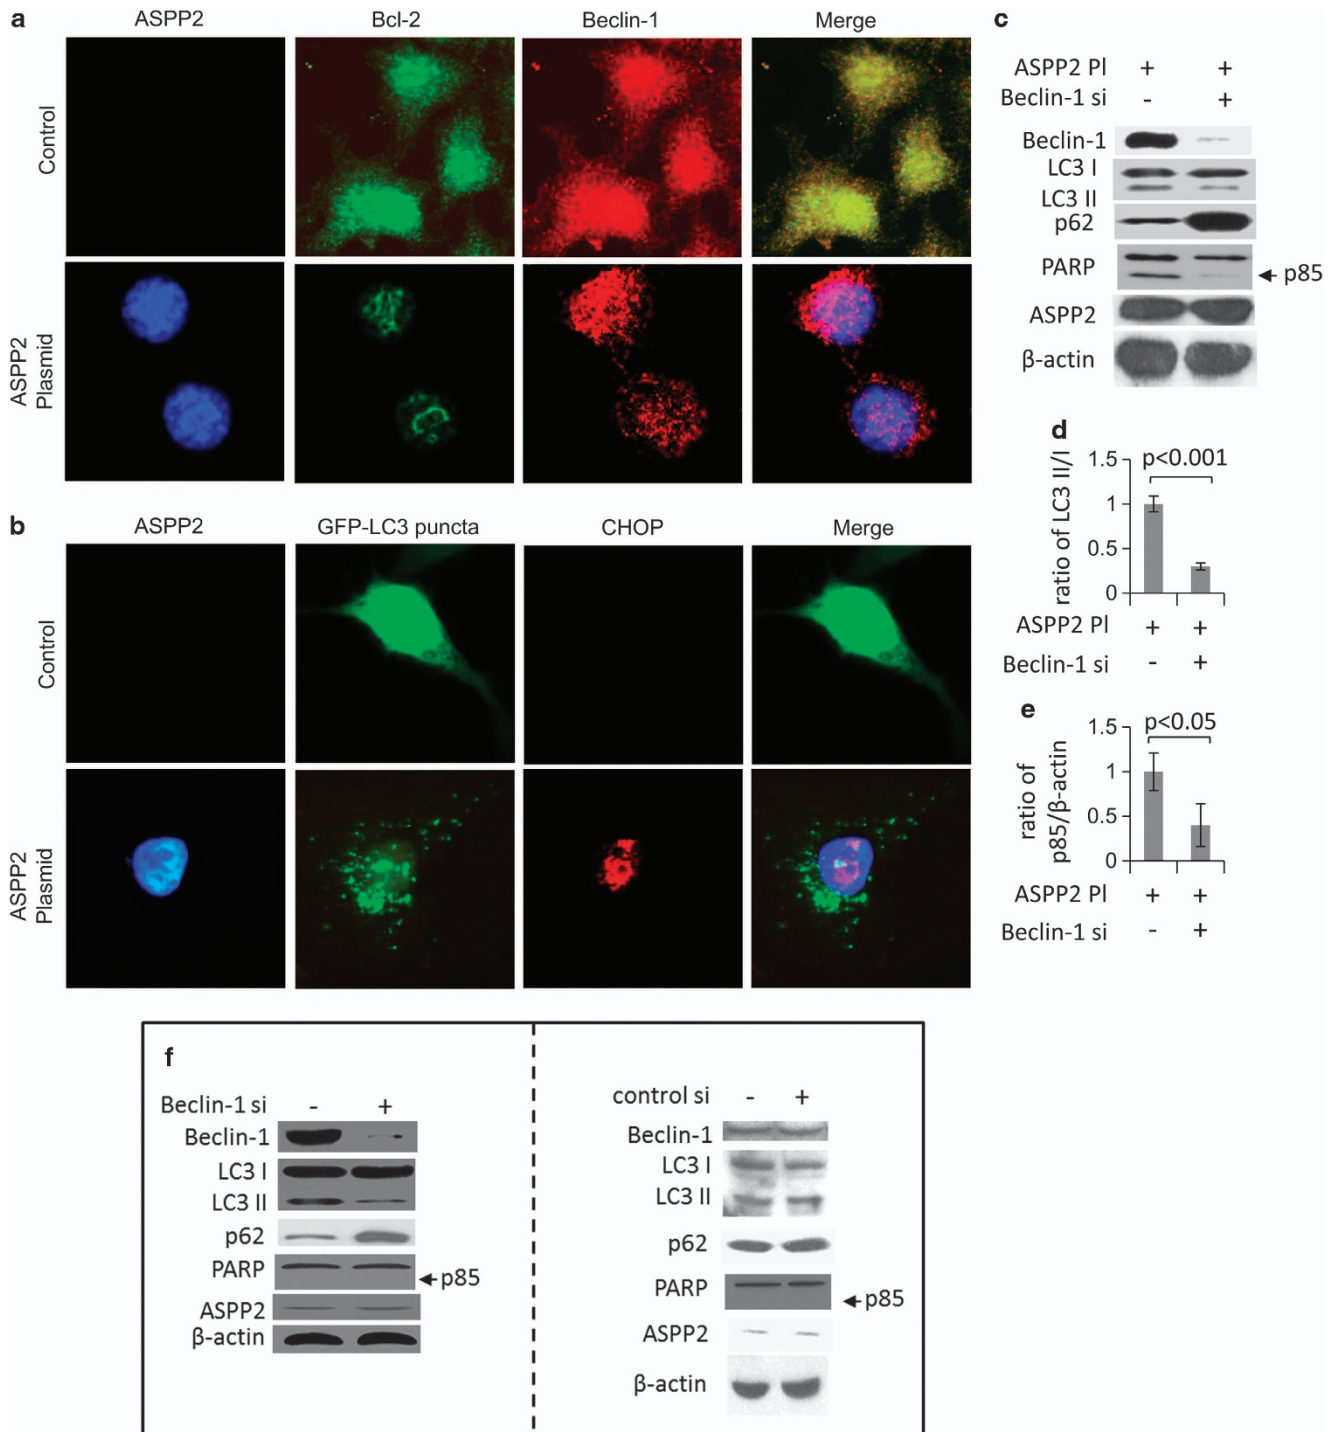 a
ASPP2 Bcl-2 Beclin-1 Merge
Control
ASPP2 Plasmid
b
ASPP2 GFP-LC3 puncta CHOP Merge
Control
ASPP2 Plasmid
c
ASPP2 Pl + +
Beclin-1 si - +
Beclin-1
LC3 I
LC3 II
p62
PARP
p85
ASPP2
β-actin
d
ratio of LC3 II/I
1.5
1
0.5
0
p<0.001
ASPP2 Pl + +
Beclin-1 si - +
e
ratio of
p85/β-actin
1.5
1
0.5
0
p<0.05
ASPP2 Pl + +
Beclin-1 si - +
f
Beclin-1 si - +
Beclin-1
LC3 I
LC3 II
p62
PARP
p85
ASPP2
β-actin
control si - +
Beclin-1
LC3 I
LC3 II
p62
PARP
p85
ASPP2
β-actin